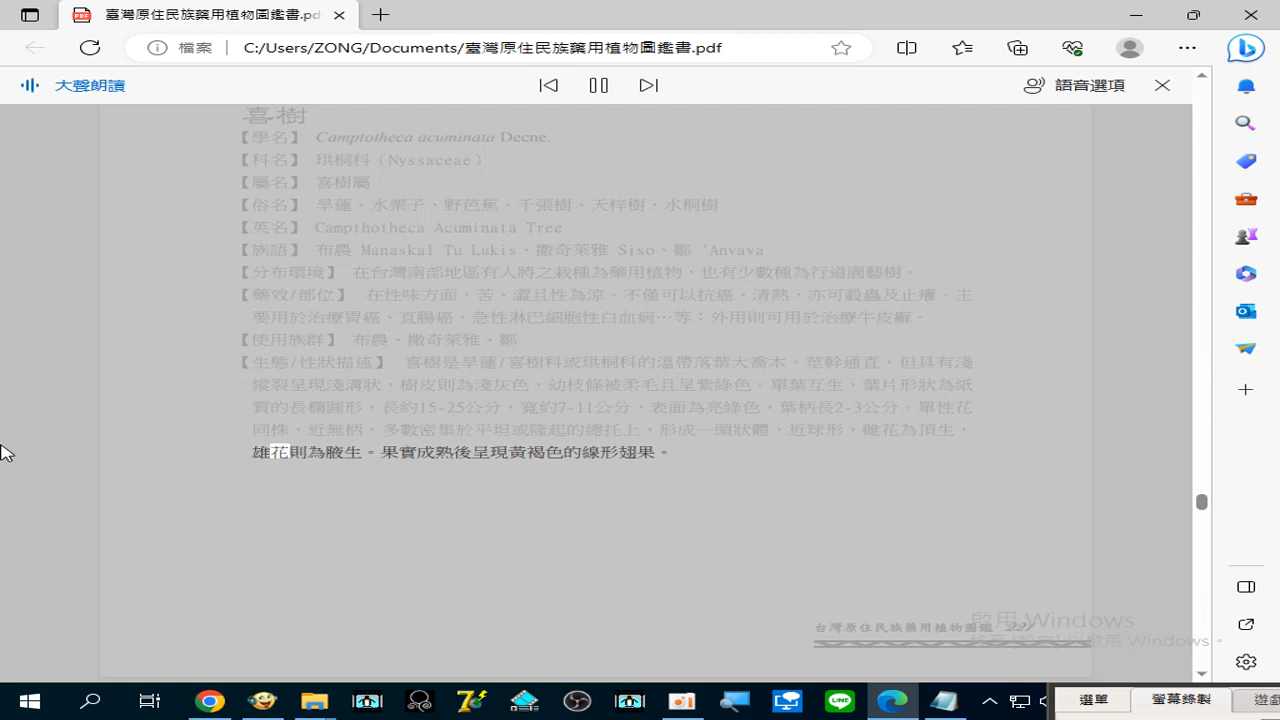 臺灣原住民族藥用植物圖鑑書.pd
檔案 C:/Users/ZONG/Documents/臺灣原住民族藥用植物圖鑑書.pdf
大聲朗讀
語音選項
喜樹
【學名】 Camptotheca acuminata Decne.
【科名】 珙桐科（Nyssaceae）
【屬名】 喜樹屬
【俗名】 旱蓮、水栗子、野芭蕉、千張樹、天梓樹、水桐樹
【英名】 Campthotheca Acuminata Tree
【族語】 布農 Manaskal Tu Lukis、撒奇萊雅 Siso、鄒 'Anvava
【分布環境】 在台灣南部地區有人將之栽種為藥用植物，也有少數種為行道園藝樹。
【藥效/部位】 在性味方面，苦、澀且性為涼。不僅可以抗癌、清熱，亦可殺蟲及止癢。主
要用於治療胃癌、直腸癌、急性淋巴細胞性白血病…等；外用則可用於治療牛皮癬。
【使用族群】 布農、撒奇萊雅、鄒
【生態/性狀描述】 喜樹是旱蓮/喜樹科或珙桐科的溫帶落葉大喬木，莖幹通直，但具有淺
縱裂呈現淺溝狀，樹皮則為淺灰色，幼枝條被柔毛且呈紫綠色。單葉互生，葉片形狀為紙
質的長橢圓形，長約15-25公分，寬約7-11公分，表面為亮綠色，葉柄長2-3公分。單性花
同株，近無柄，多數密集於平坦或隆起的總托上，形成一頭狀體，近球形，雌花為頂生，
雄花則為腋生。果實成熟後呈現黃褐色的線形翅果。
台灣原住民族藥用植物圖鑑 221
啟用 Windows
移至 [設定] 以啟用 Windows。
選單 螢幕錄製 遊戲